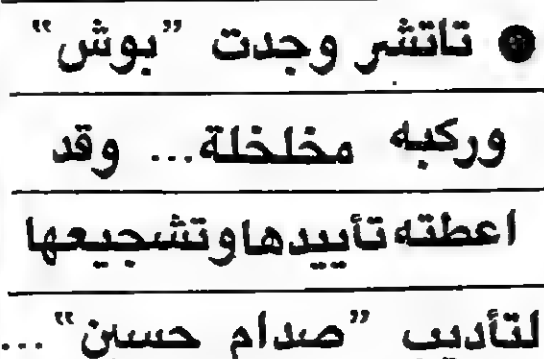 ● تاتشر وجدت "بوش"
وركبه مخلخلة... وقد
اعطته تأييدها وتشجيعها
لتأديب "صدام حسين"...